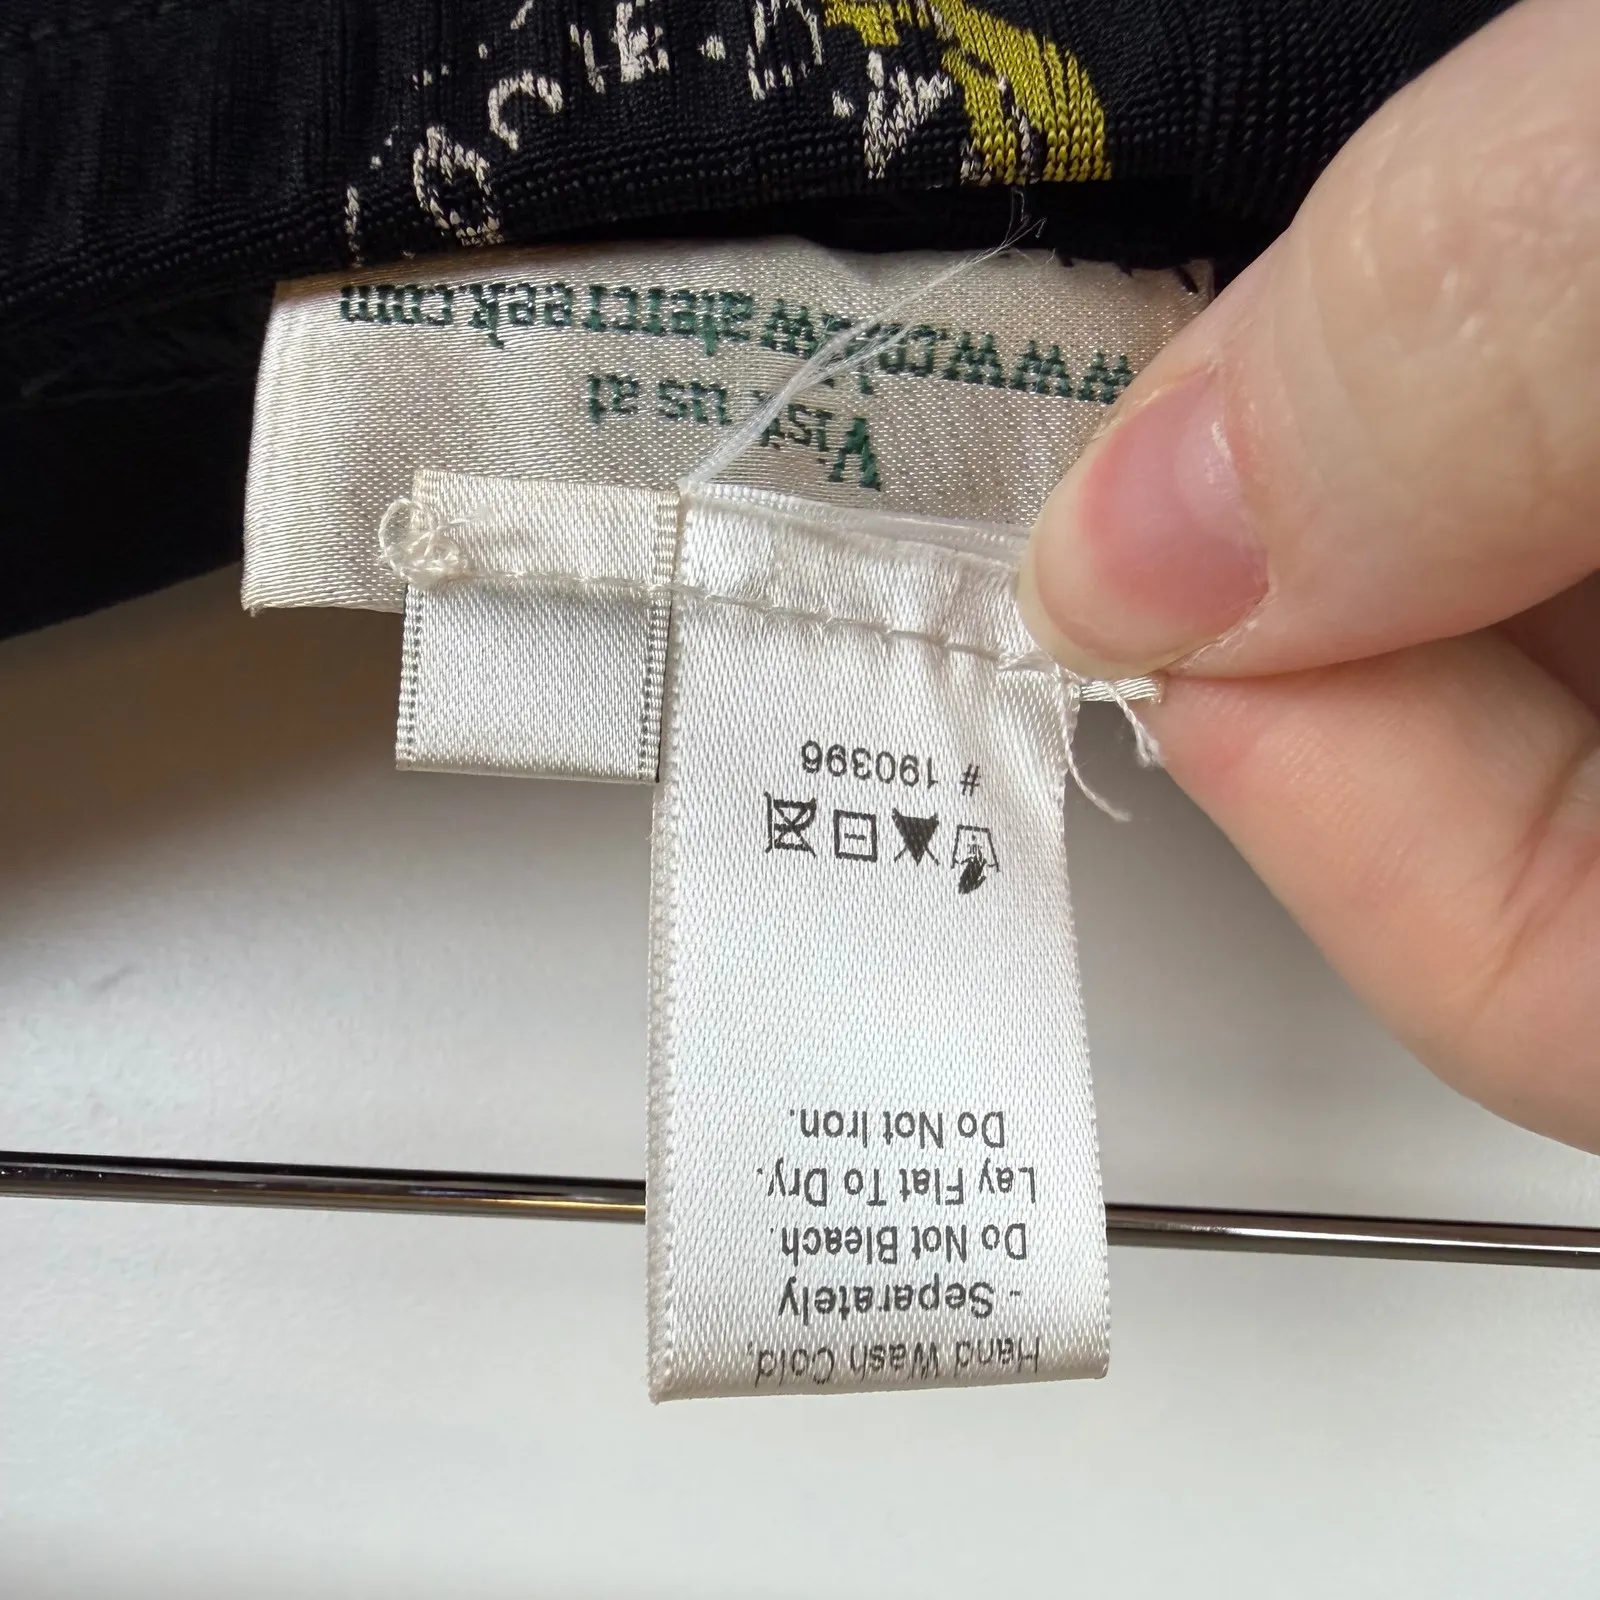 Hand Wash Cold,
- Separately
Do Not Bleach.
Lay Flat To Dry.
Do Not Iron.
# 190396
Visit us at
www.coldwatercreek.com